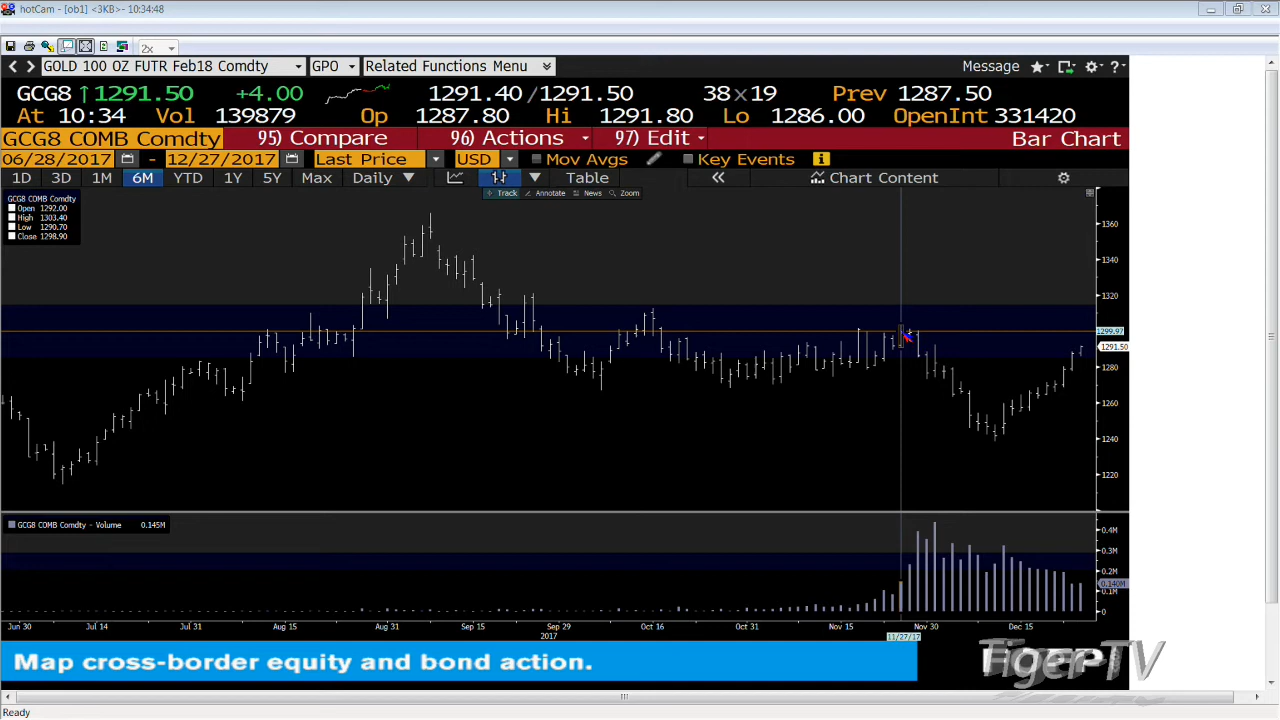 hotCam - [ob1] <3KB>- 10:34:48
2x
GOLD 100 OZ FUTR Feb18 Comdty GPO Related Functions Menu Message ?
GCG8 ↑1291.50 +4.00 1291.40 /1291.50 38 x 19 Prev 1287.50
At 10:34 Vol 139879 Op 1287.80 Hi 1291.80 Lo 1286.00 OpenInt 331420
GCG8 COMB Comdty 95) Compare 96) Actions 97) Edit Bar Chart
06/28/2017 - 12/27/2017 Last Price USD Mov Avgs Key Events
1D 3D 1M 6M YTD 1Y 5Y Max Daily ▼ Table « Chart Content
Track Annotate News Zoom
GCG8 COMB Comdty
Open 1292.00
High 1303.40
Low 1290.70
Close 1298.90
1360
1340
1320
1299.97
1291.50
1280
1260
1240
1220
GCG8 COMB Comdty - Volume 0.145M
0.4M
0.3M
0.2M
0.140M
0.1M
0
Jun 30 Jul 14 Jul 31 Aug 15 Aug 31 Sep 15 Sep 29 Oct 16 Oct 31 Nov 15 Nov 30 Dec 15
2017
11/27/17
Map cross-border equity and bond action.
TigerTV
Ready